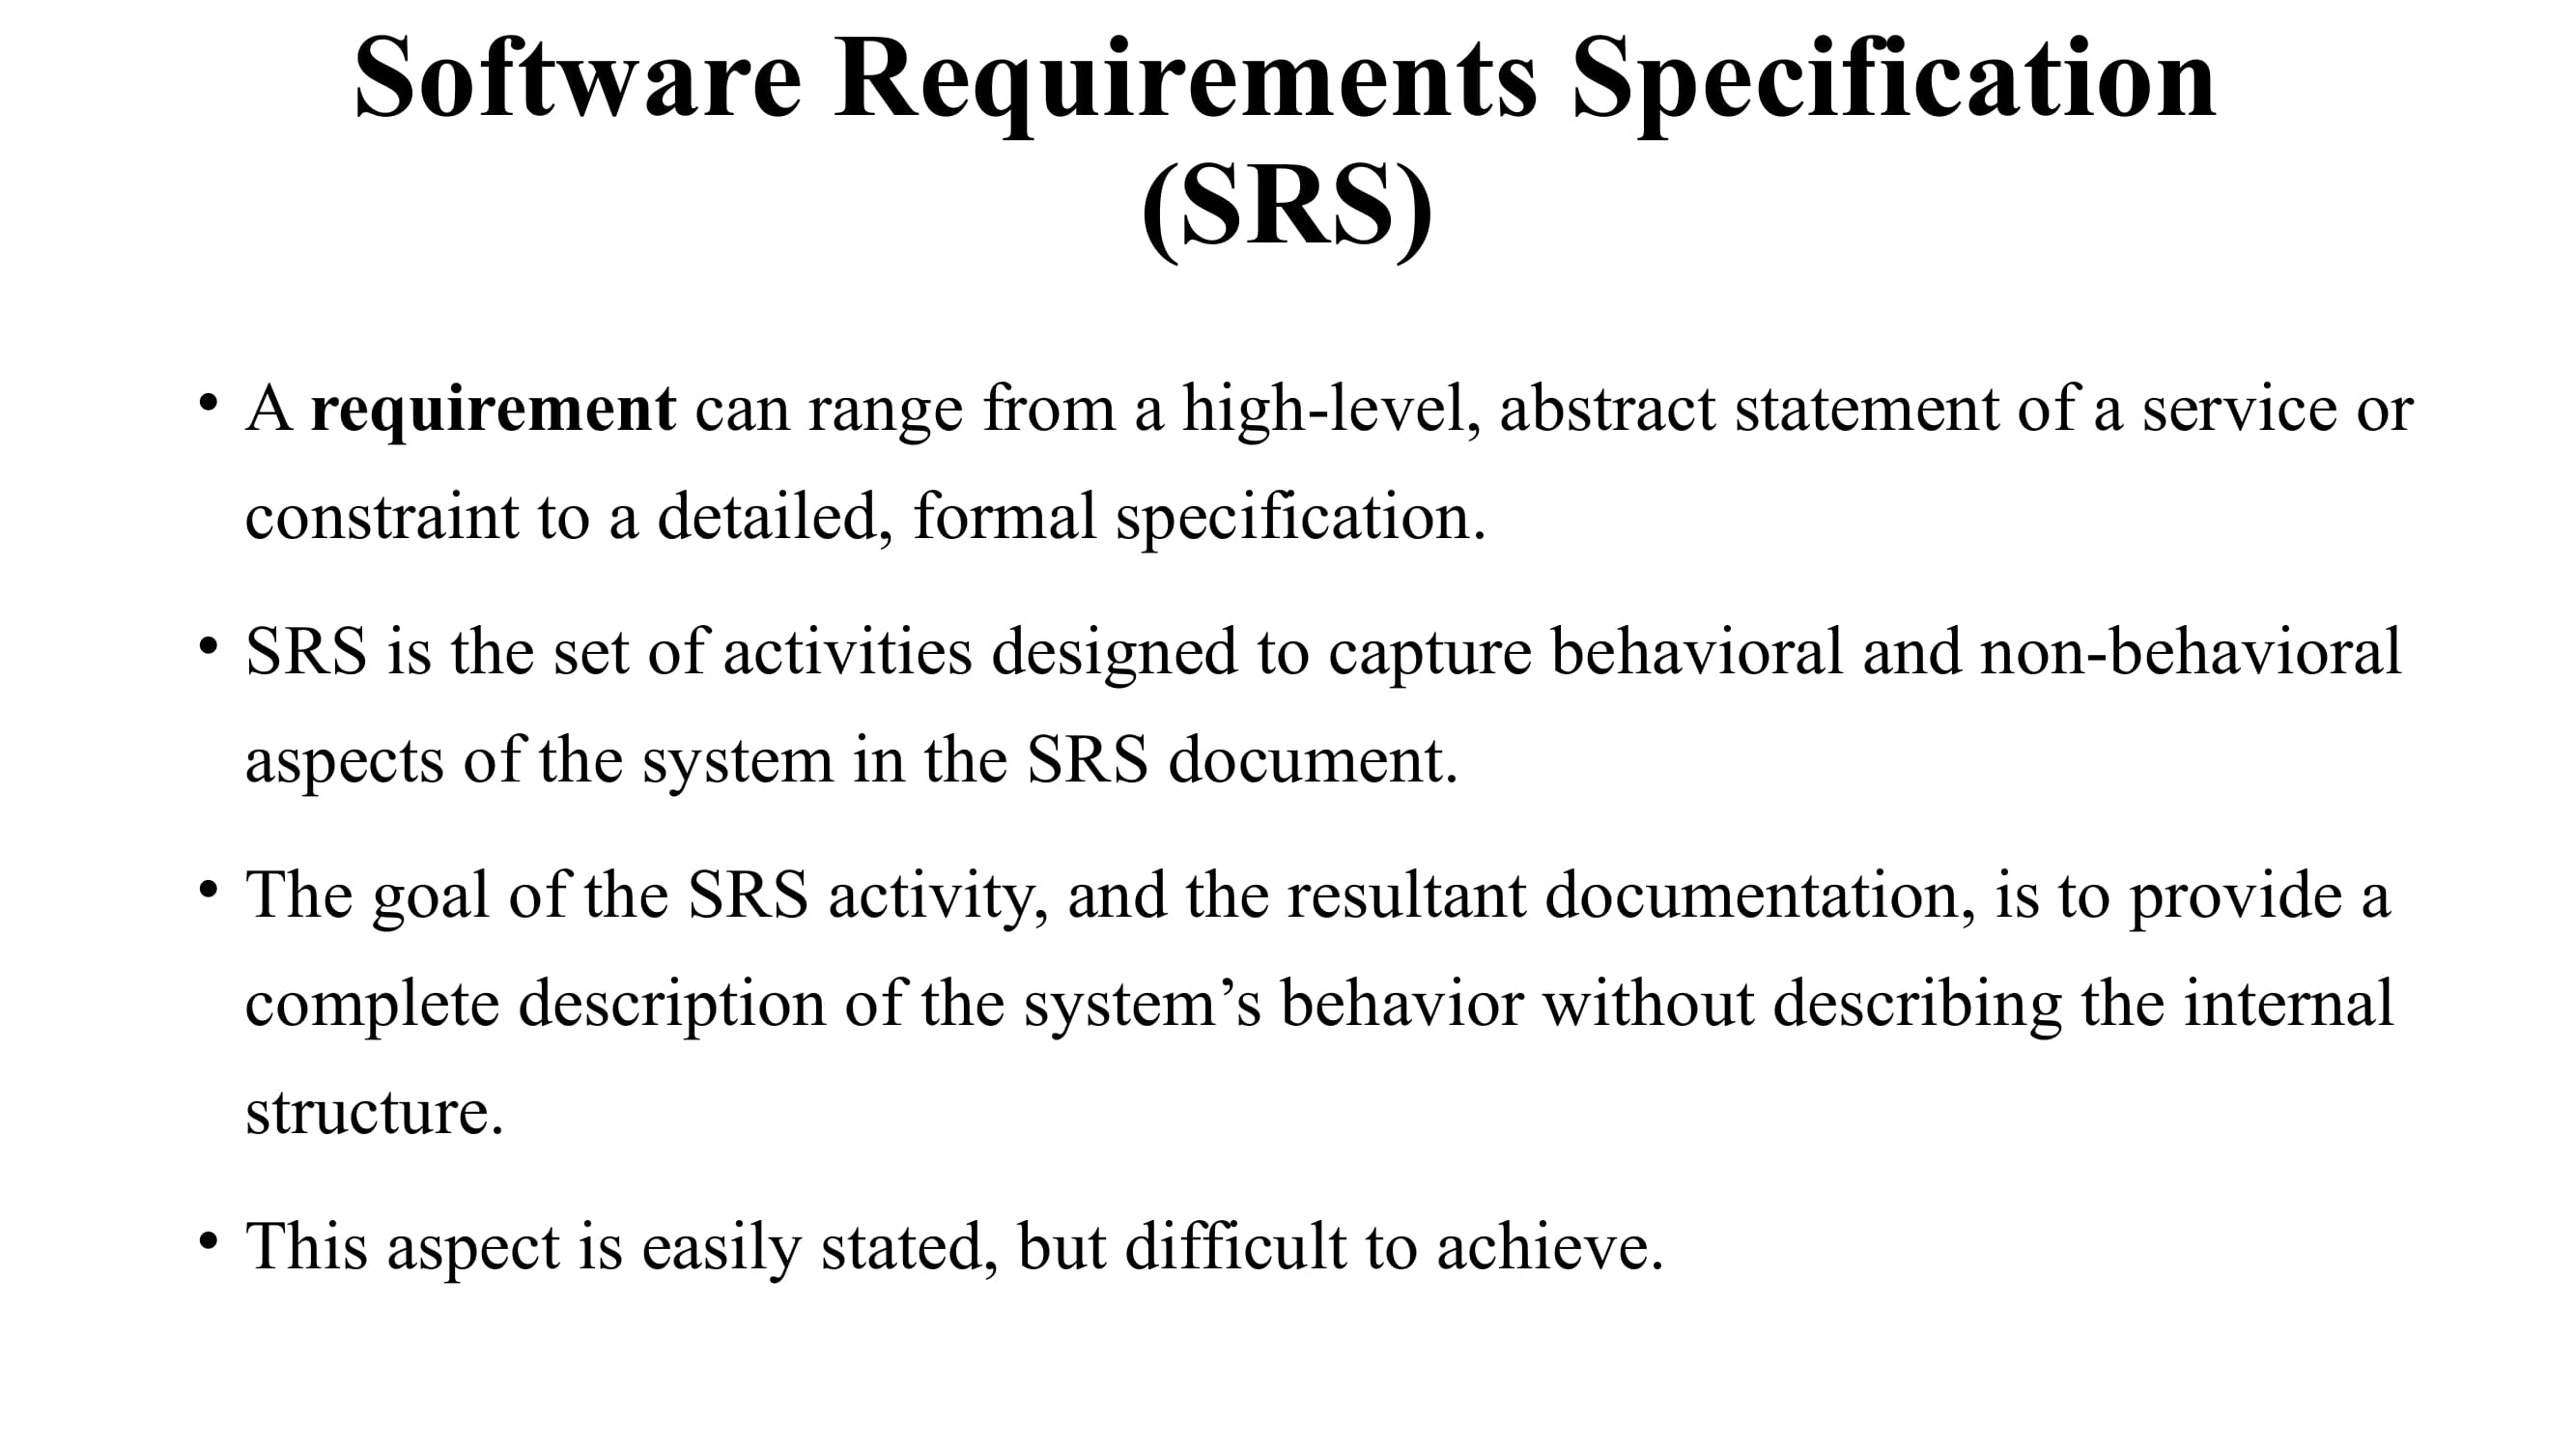 Software Requirements Specification
(SRS)
• A requirement can range from a high-level, abstract statement of a service or
constraint to a detailed, formal specification.
• SRS is the set of activities designed to capture behavioral and non-behavioral
aspects of the system in the SRS document.
• The goal of the SRS activity, and the resultant documentation, is to provide a
complete description of the system’s behavior without describing the internal
structure.
• This aspect is easily stated, but difficult to achieve.